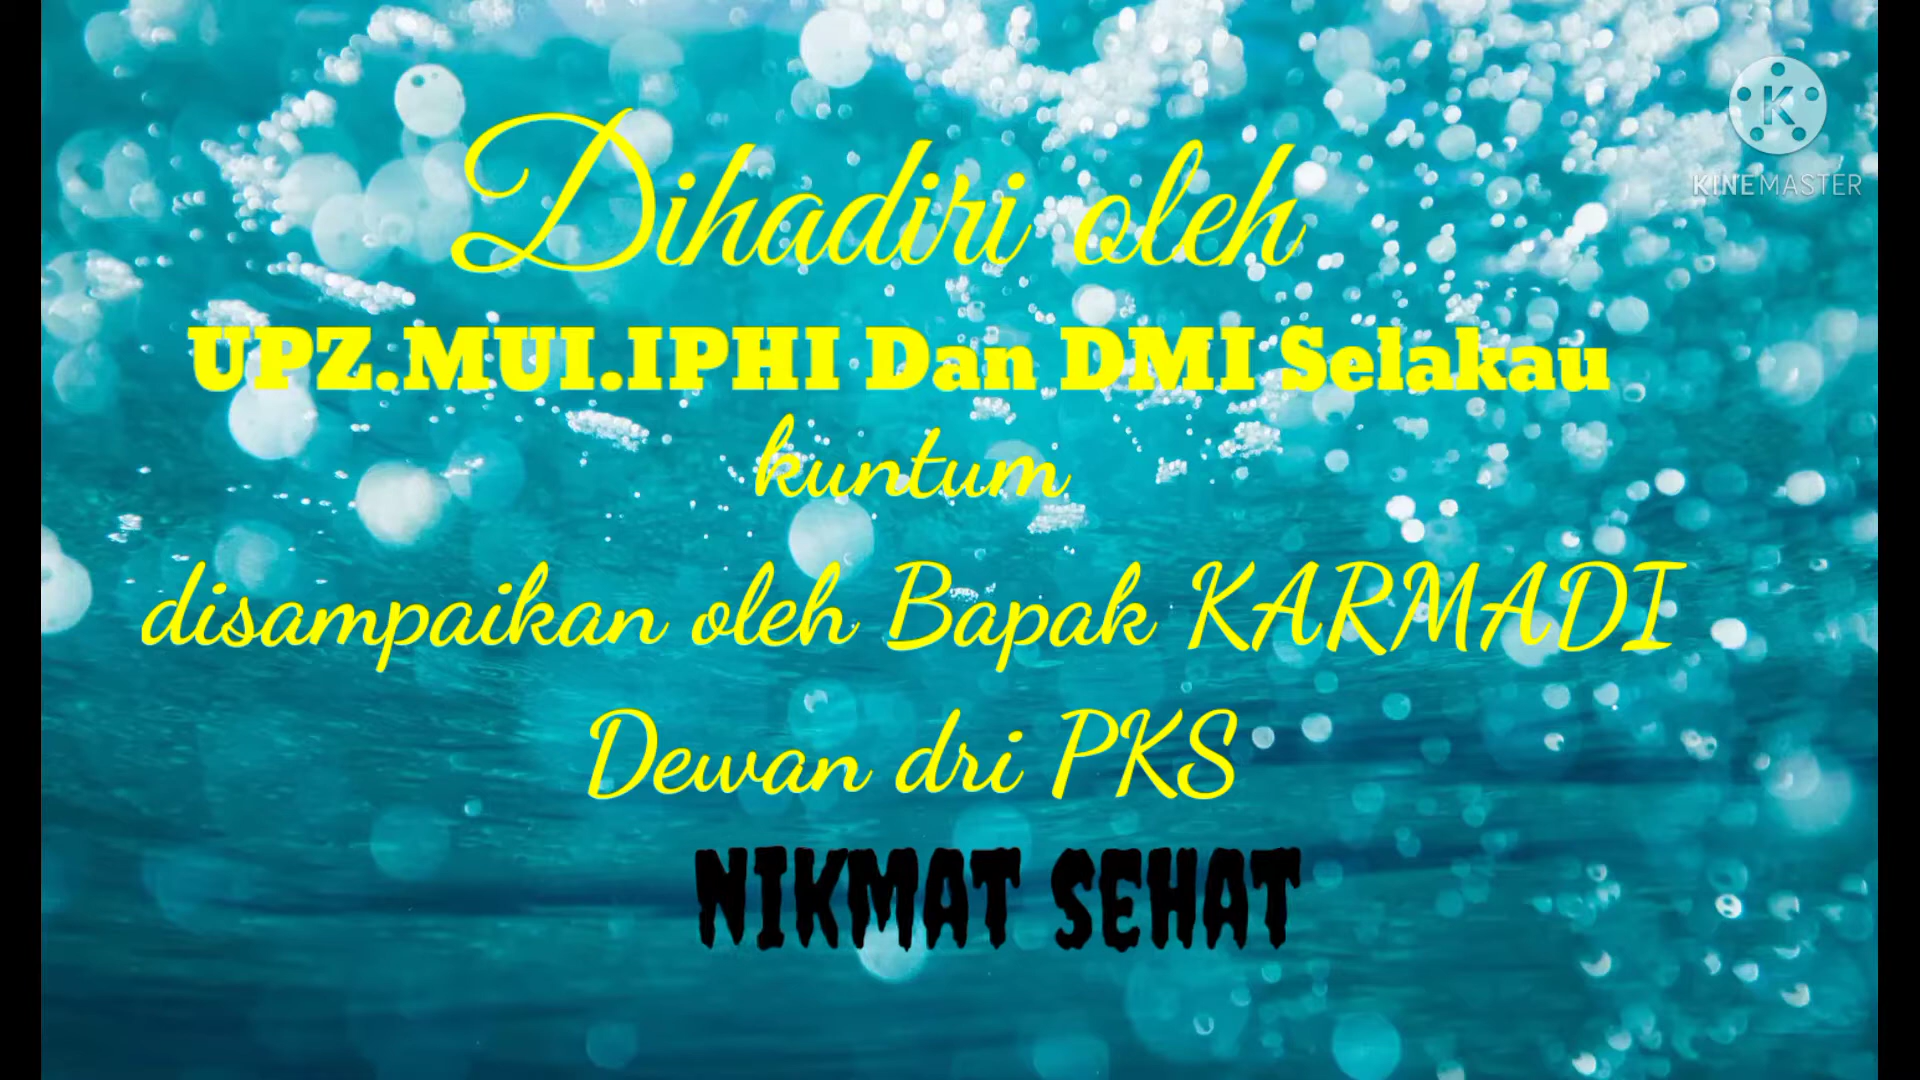 KINEMASTER
Dihadiri oleh
UPZ.MUI.IPHI Dan DMI Selakau
kuntum
disampaikan oleh Bapak KARMADI
Dewan dri PKS
NIKMAT SEHAT